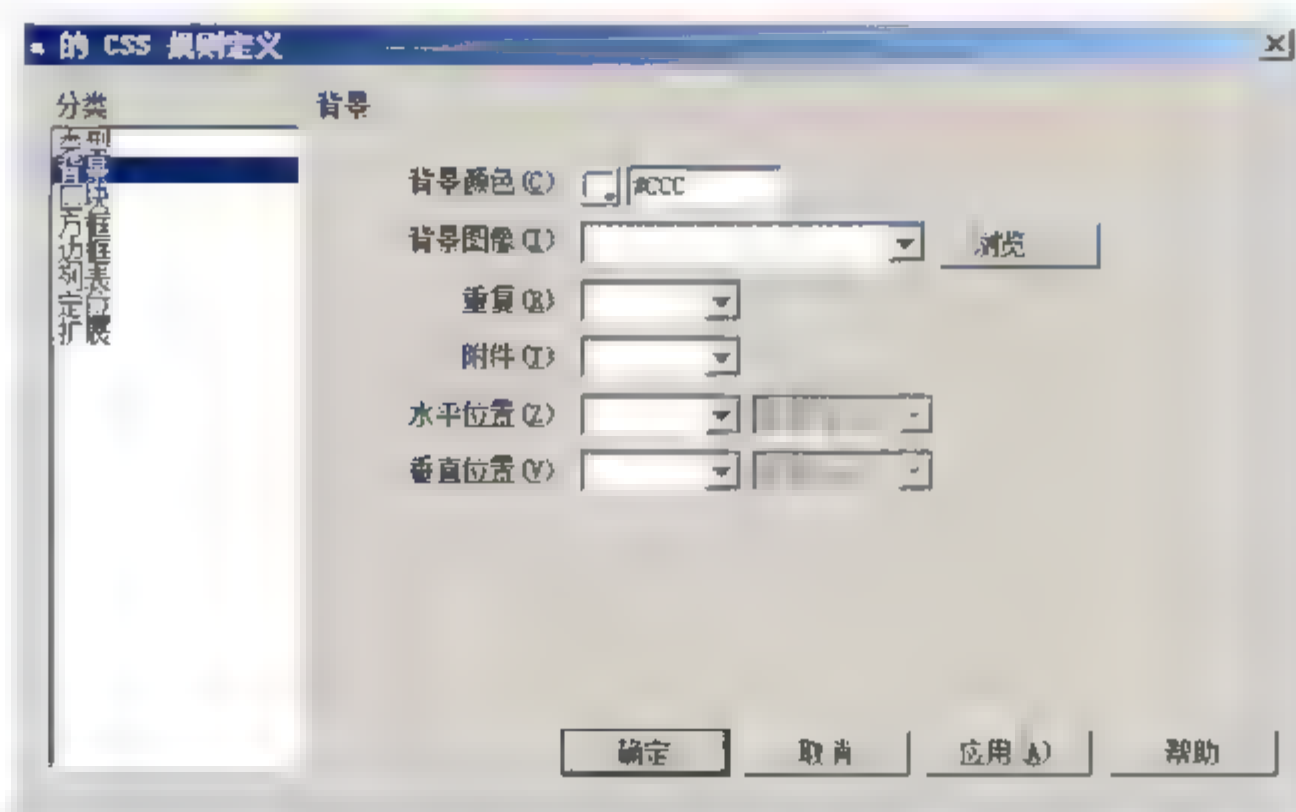 的 CSS 规则定义
分类
背景
类型
背景
区块
方框
边框
列表
定位
扩展
背景颜色(C)
#CCC
背景图像(I)
浏览
重复(R)
附件(T)
水平位置(Z)
垂直位置(V)
确定
取消
应用(A)
帮助